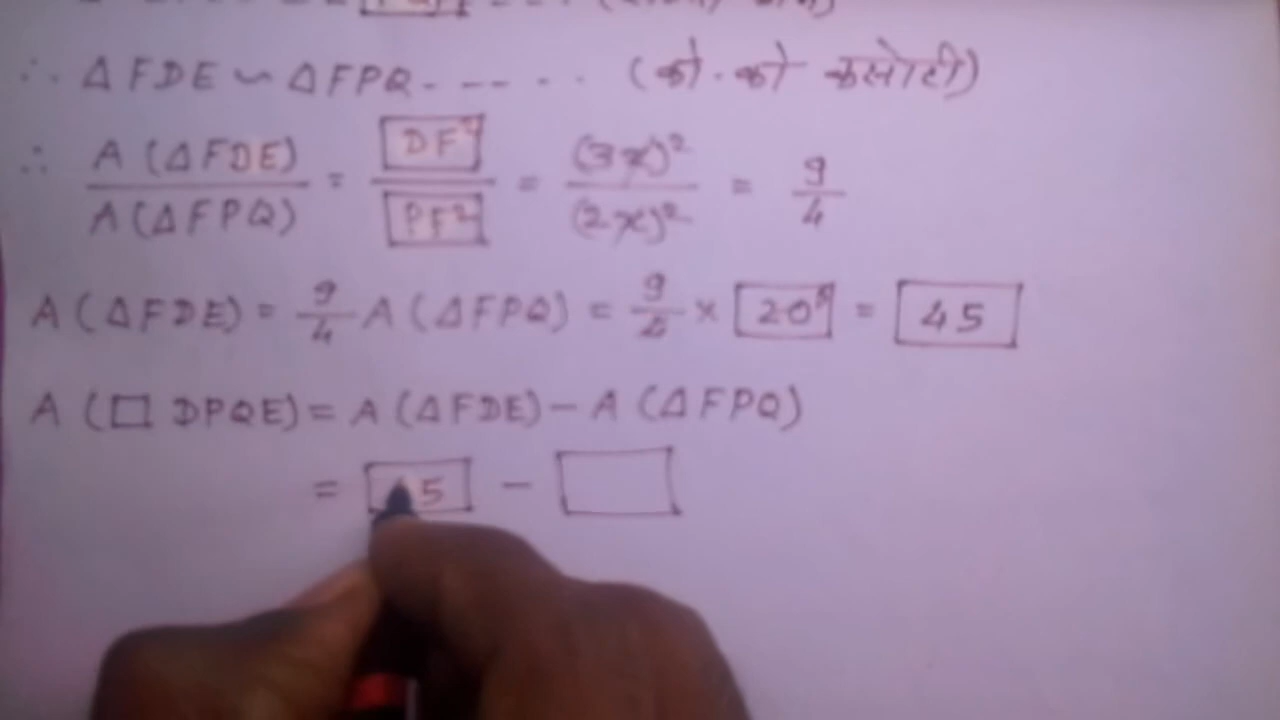 ∴ ΔFDE ∼ ΔFPQ - - - - - - (को.को कसोटी)
∴ A(ΔFDE)/A(ΔFPQ) = DF²/PF² = (3x)²/(2x)² = 9/4
A(ΔFDE) = 9/4 A(ΔFPQ) = 9/4 × 20 = 45
A(□ DPQE) = A(ΔFDE) - A(ΔFPQ)
= 45 - □